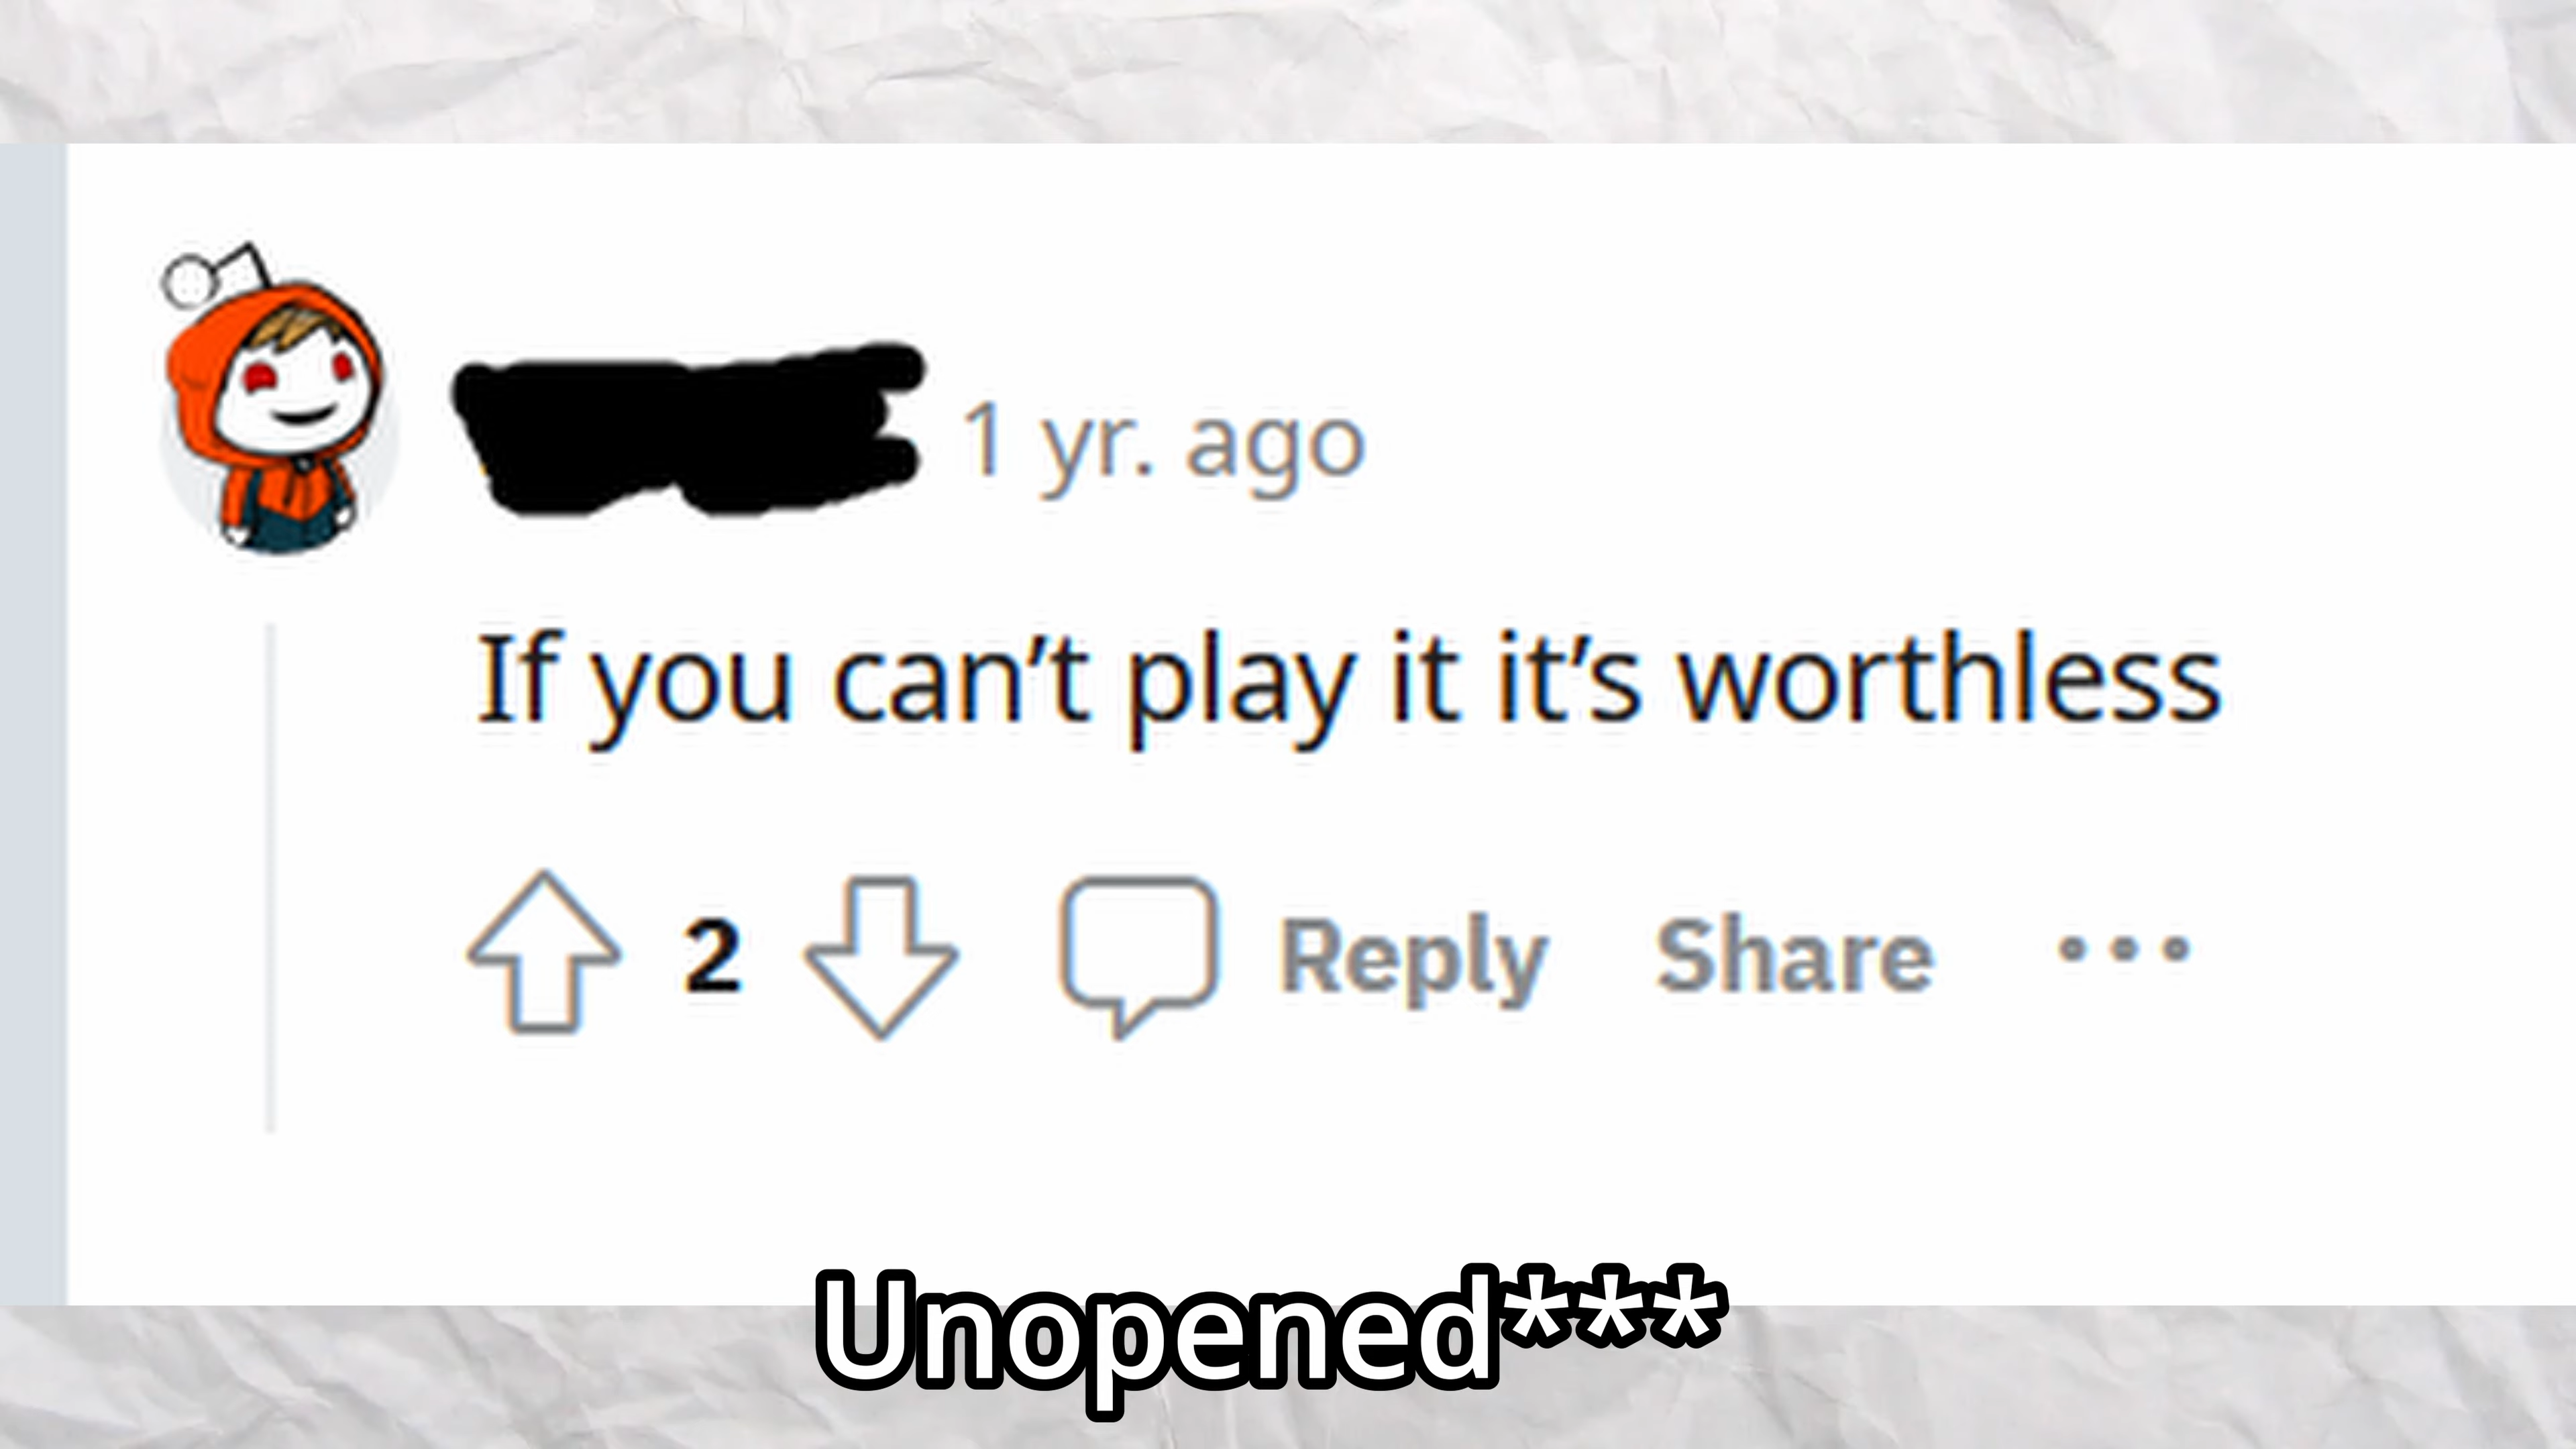 1 yr. ago
If you can’t play it it’s worthless
2 Reply Share ...
Unopened***